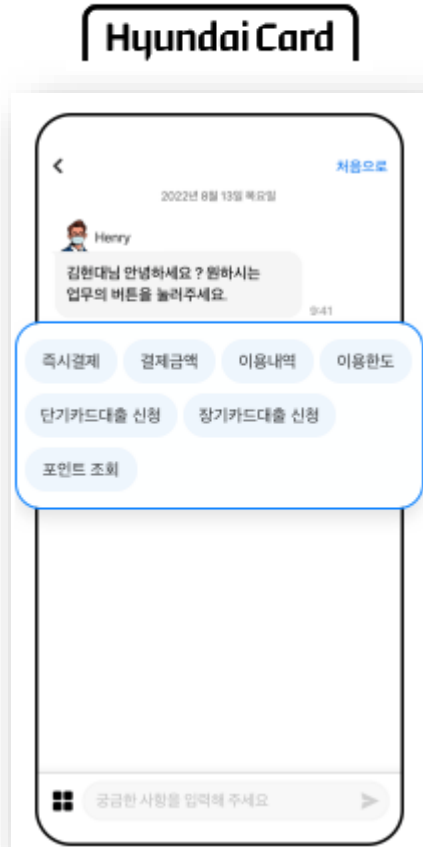 Hyundai Card
처음으로
2022년 8월 13일 목요일
Henry
김현대님 안녕하세요 ? 원하시는
업무의 버튼을 눌러주세요.
9:41
즉시결제 결제금액 이용내역 이용한도
단기카드대출 신청 장기카드대출 신청
포인트 조회
궁금한 사항을 입력해 주세요